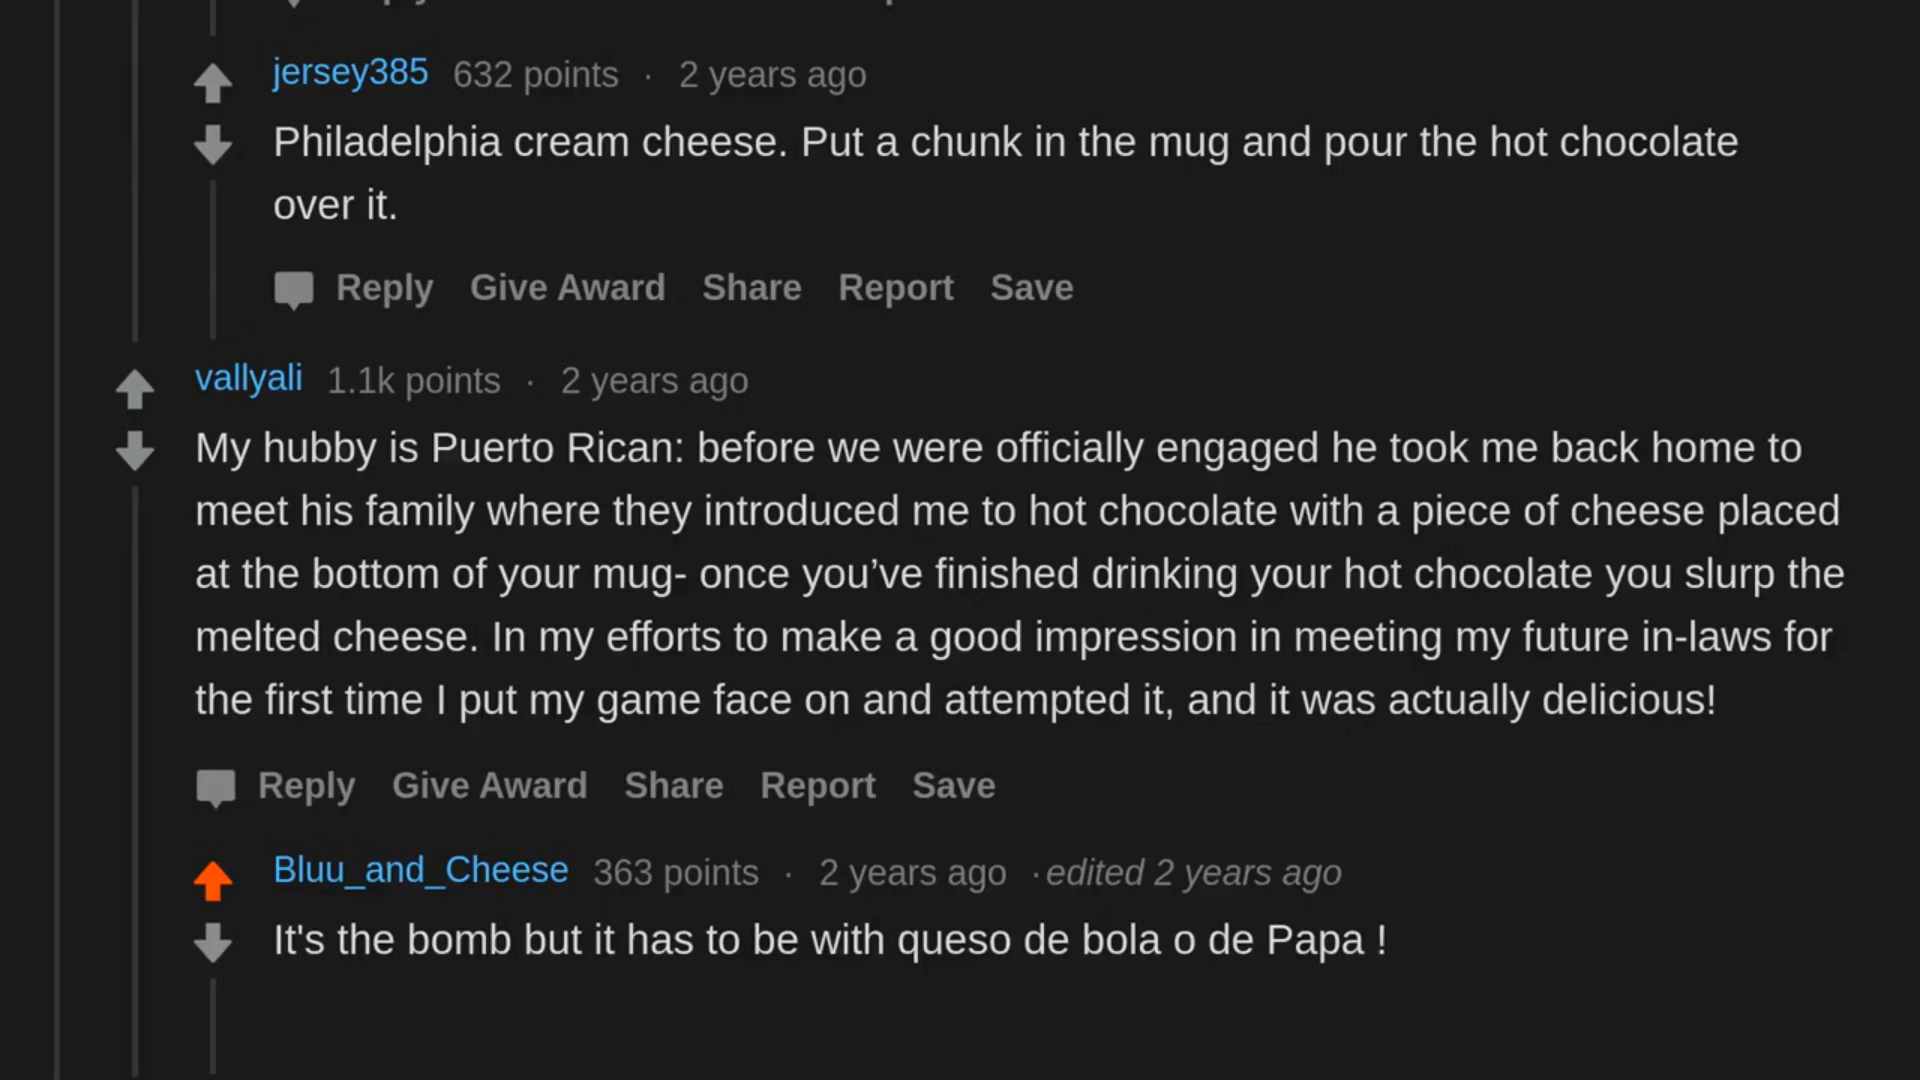 jersey385 632 points · 2 years ago
Philadelphia cream cheese. Put a chunk in the mug and pour the hot chocolate
over it.
Reply Give Award Share Report Save
vallyali 1.1k points · 2 years ago
My hubby is Puerto Rican: before we were officially engaged he took me back home to
meet his family where they introduced me to hot chocolate with a piece of cheese placed
at the bottom of your mug- once you’ve finished drinking your hot chocolate you slurp the
melted cheese. In my efforts to make a good impression in meeting my future in-laws for
the first time I put my game face on and attempted it, and it was actually delicious!
Reply Give Award Share Report Save
Bluu_and_Cheese 363 points · 2 years ago · edited 2 years ago
It's the bomb but it has to be with queso de bola o de Papa !